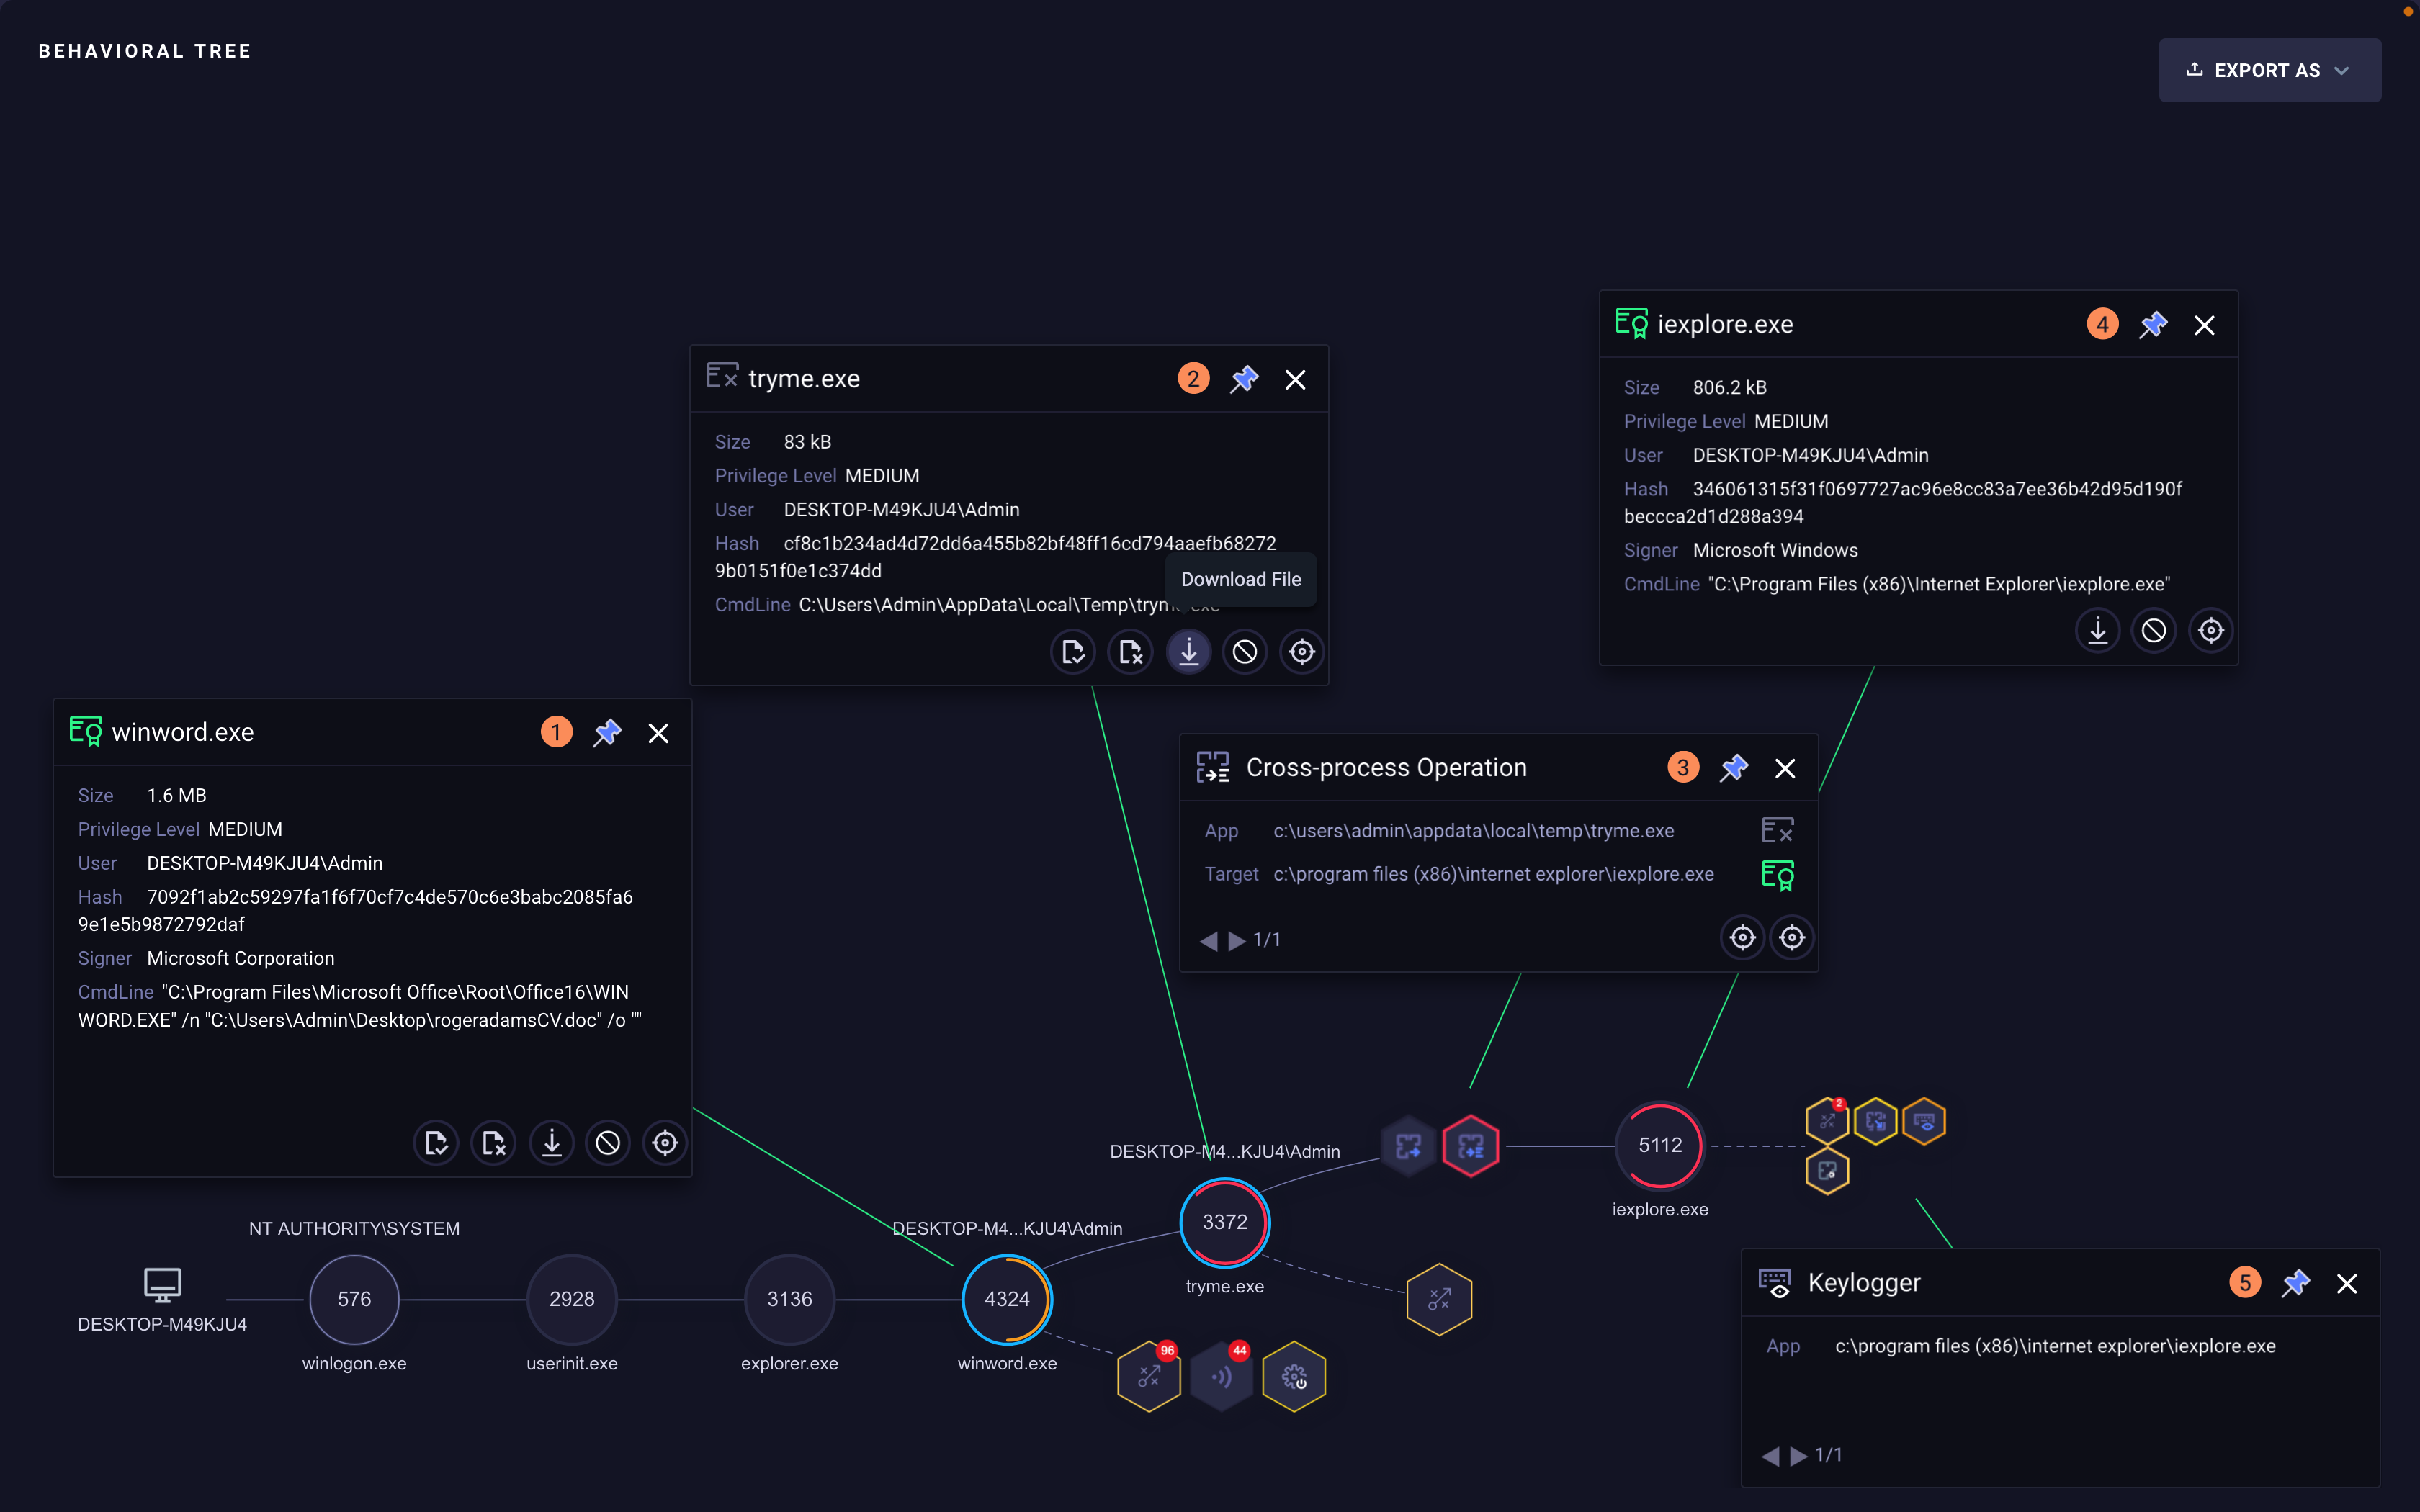 BEHAVIORAL TREE
EXPORT AS
iexplore.exe
4
Size 806.2 kB
Privilege Level MEDIUM
User DESKTOP-M49KJU4\Admin
Hash 346061315f31f0697727ac96e8cc83a7ee36b42d95d190f
beccca2d1d288a394
Signer Microsoft Windows
CmdLine "C:\Program Files (x86)\Internet Explorer\iexplore.exe"
tryme.exe
2
Size 83 kB
Privilege Level MEDIUM
User DESKTOP-M49KJU4\Admin
Hash cf8c1b234ad4d72dd6a455b82bf48ff16cd794aaefb68272
9b0151f0e1c374dd
Download File
CmdLine C:\Users\Admin\AppData\Local\Temp\tryme.exe
winword.exe
1
Size 1.6 MB
Privilege Level MEDIUM
User DESKTOP-M49KJU4\Admin
Hash 7092f1ab2c59297fa1f6f70cf7c4de570c6e3babc2085fa6
9e1e5b9872792daf
Signer Microsoft Corporation
CmdLine "C:\Program Files\Microsoft Office\Root\Office16\WIN
WORD.EXE" /n "C:\Users\Admin\Desktop\rogeradamsCV.doc" /o ""
Cross-process Operation
3
App c:\users\admin\appdata\local\temp\tryme.exe
Target c:\program files (x86)\internet explorer\iexplore.exe
1/1
DESKTOP-M4...KJU4\Admin
5112
2
iexplore.exe
NT AUTHORITY\SYSTEM
DESKTOP-M4...KJU4\Admin
3372
tryme.exe
DESKTOP-M49KJU4
576
2928
3136
4324
winlogon.exe
userinit.exe
explorer.exe
winword.exe
96
44
Keylogger
5
App c:\program files (x86)\internet explorer\iexplore.exe
1/1